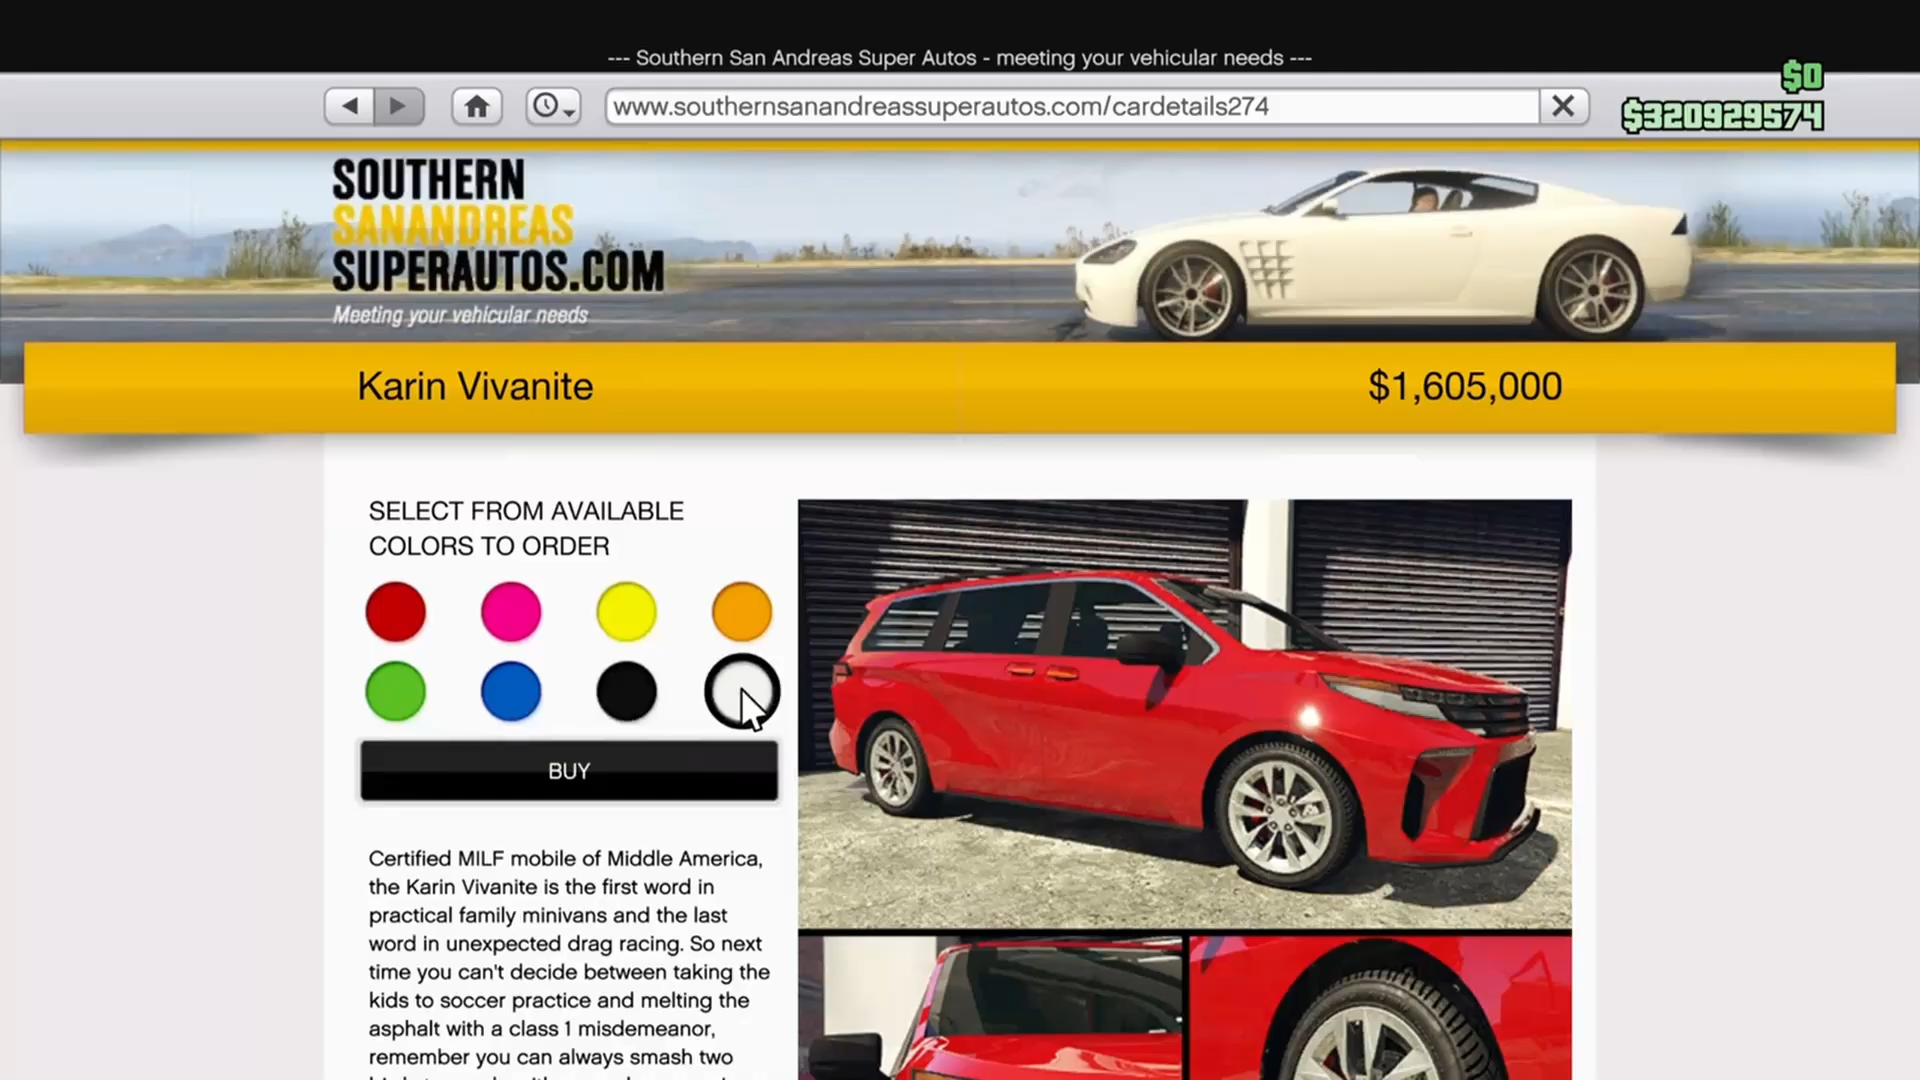 --- Southern San Andreas Super Autos - meeting your vehicular needs ---
$0
www.southernsanandreassuperautos.com/cardetails274
$320929574
SOUTHERN
SANANDREAS
SUPERAUTOS.COM
Meeting your vehicular needs
Karin Vivanite
$1,605,000
SELECT FROM AVAILABLE
COLORS TO ORDER
BUY
Certified MILF mobile of Middle America,
the Karin Vivanite is the first word in
practical family minivans and the last
word in unexpected drag racing. So next
time you can't decide between taking the
kids to soccer practice and melting the
asphalt with a class 1 misdemeanor,
remember you can always smash two